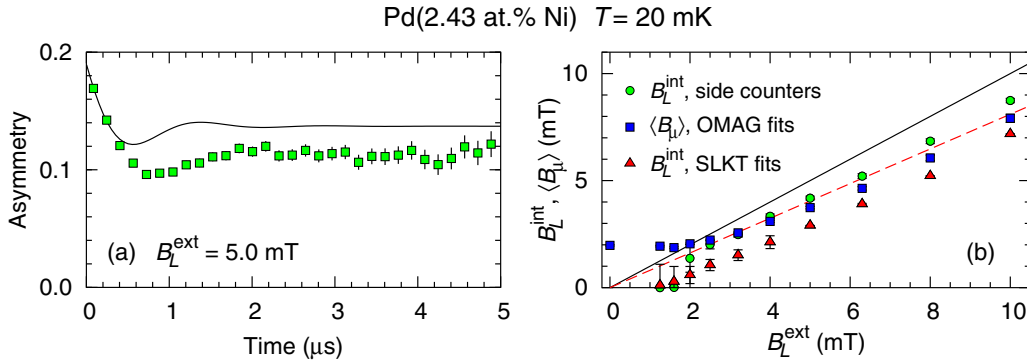 Pd(2.43 at.% Ni) T = 20 mK
0.2
0.1
0.0
Asymmetry
(a) B_L^ext = 5.0 mT
0 1 2 3 4 5
Time (μs)
10
5
0
B_L^int, ⟨B_μ⟩ (mT)
B_L^int, side counters
⟨B_μ⟩, OMAG fits
B_L^int, SLKT fits
(b)
0 2 4 6 8 10
B_L^ext (mT)